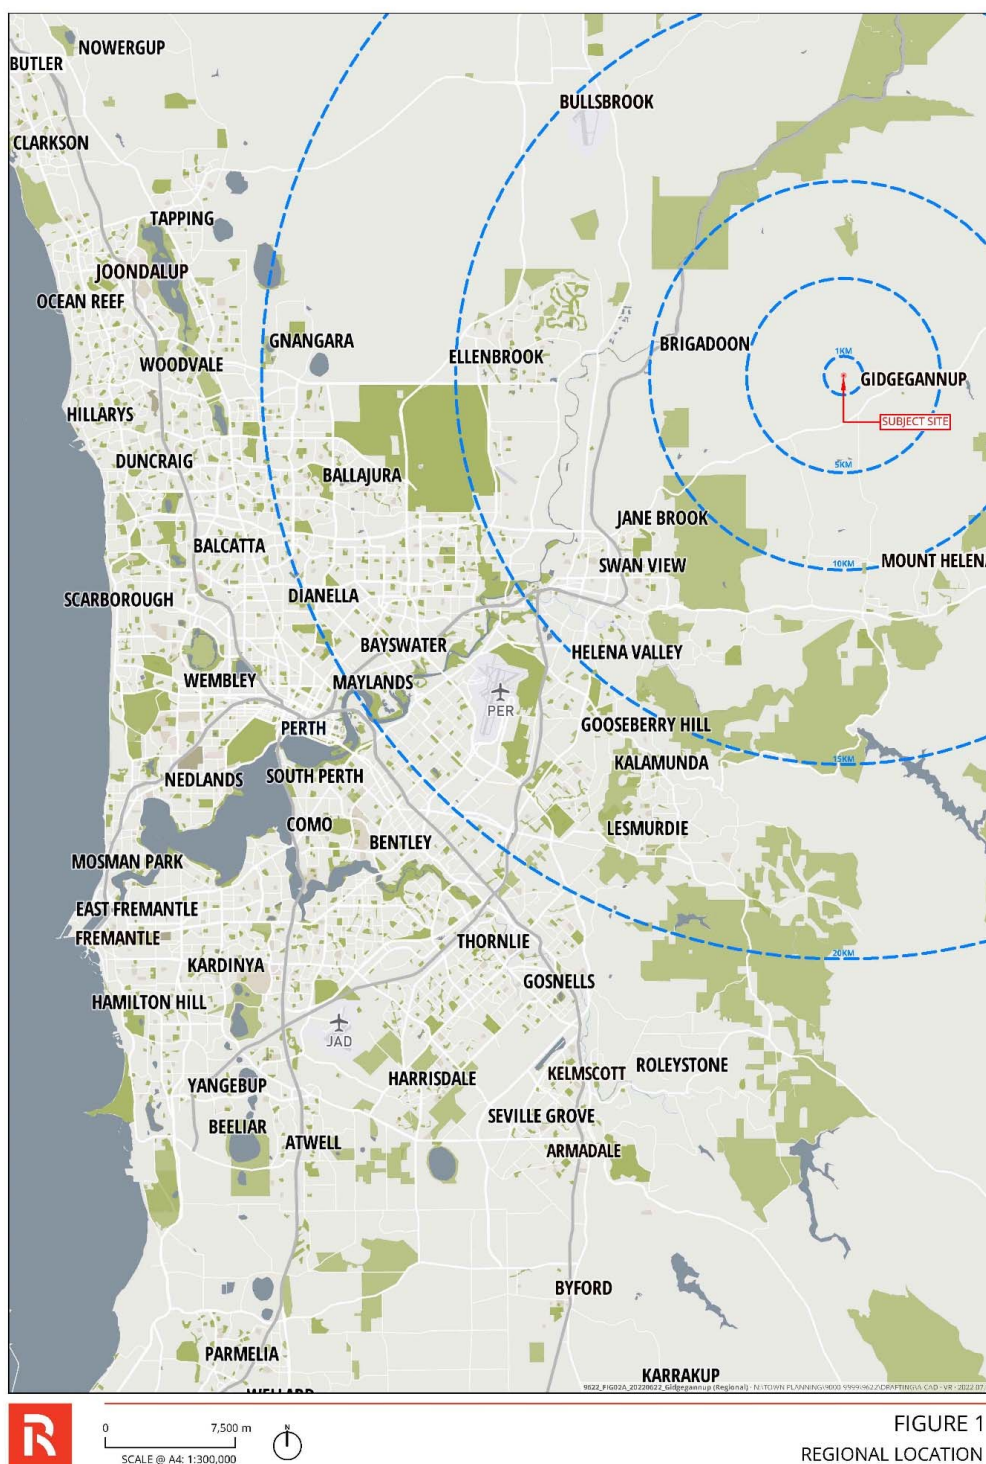 NOWERGUP
BUTLER
BULLSBROOK
CLARKSON
TAPPING
JOONDALUP
OCEAN REEF
GNANGARA
BRIGADOON
1KM
ELLENBROOK
WOODVALE
GIDGEGANNUP
HILLARYS
SUBJECT SITE
DUNCRAIG
5KM
BALLAJURA
JANE BROOK
BALCATTA
SWAN VIEW
10KM
MOUNT HELENA
DIANELLA
SCARBOROUGH
BAYSWATER
HELENA VALLEY
WEMBLEY
MAYLANDS
PER
PERTH
GOOSEBERRY HILL
15KM
KALAMUNDA
NEDLANDS
SOUTH PERTH
COMO
LESMURDIE
BENTLEY
MOSMAN PARK
EAST FREMANTLE
FREMANTLE
THORNLIE
20KM
KARDINYA
GOSNELLS
HAMILTON HILL
JAD
ROLEYSTONE
KELMSCOTT
HARRISDALE
YANGEBUP
SEVILLE GROVE
BEELIAR
ATWELL
ARMADALE
BYFORD
PARMELIA
KARRAKUP
9622_FIG02A_20220622_Gidgegannup (Regional)
R
0 7,500 m
SCALE @ A4: 1:300,000
N
FIGURE 1
REGIONAL LOCATION